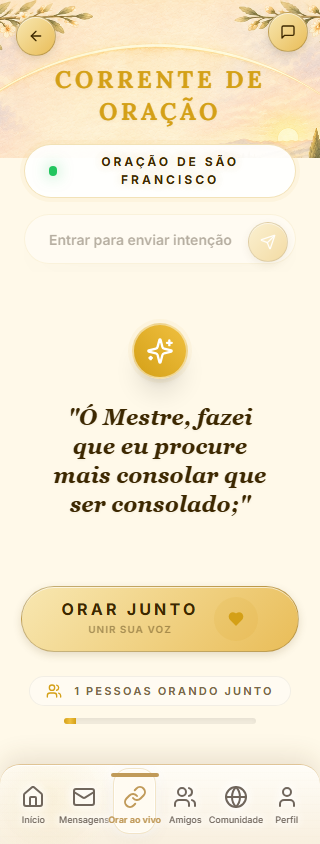 CORRENTE DE
ORAÇÃO
ORAÇÃO DE SÃO
FRANCISCO
Entrar para enviar intenção
"Ó Mestre, fazei
que eu procure
mais consolar que
ser consolado;"
ORAR JUNTO
UNIR SUA VOZ
1 PESSOAS ORANDO JUNTO
Início Mensagens Orar ao vivo Amigos Comunidade Perfil